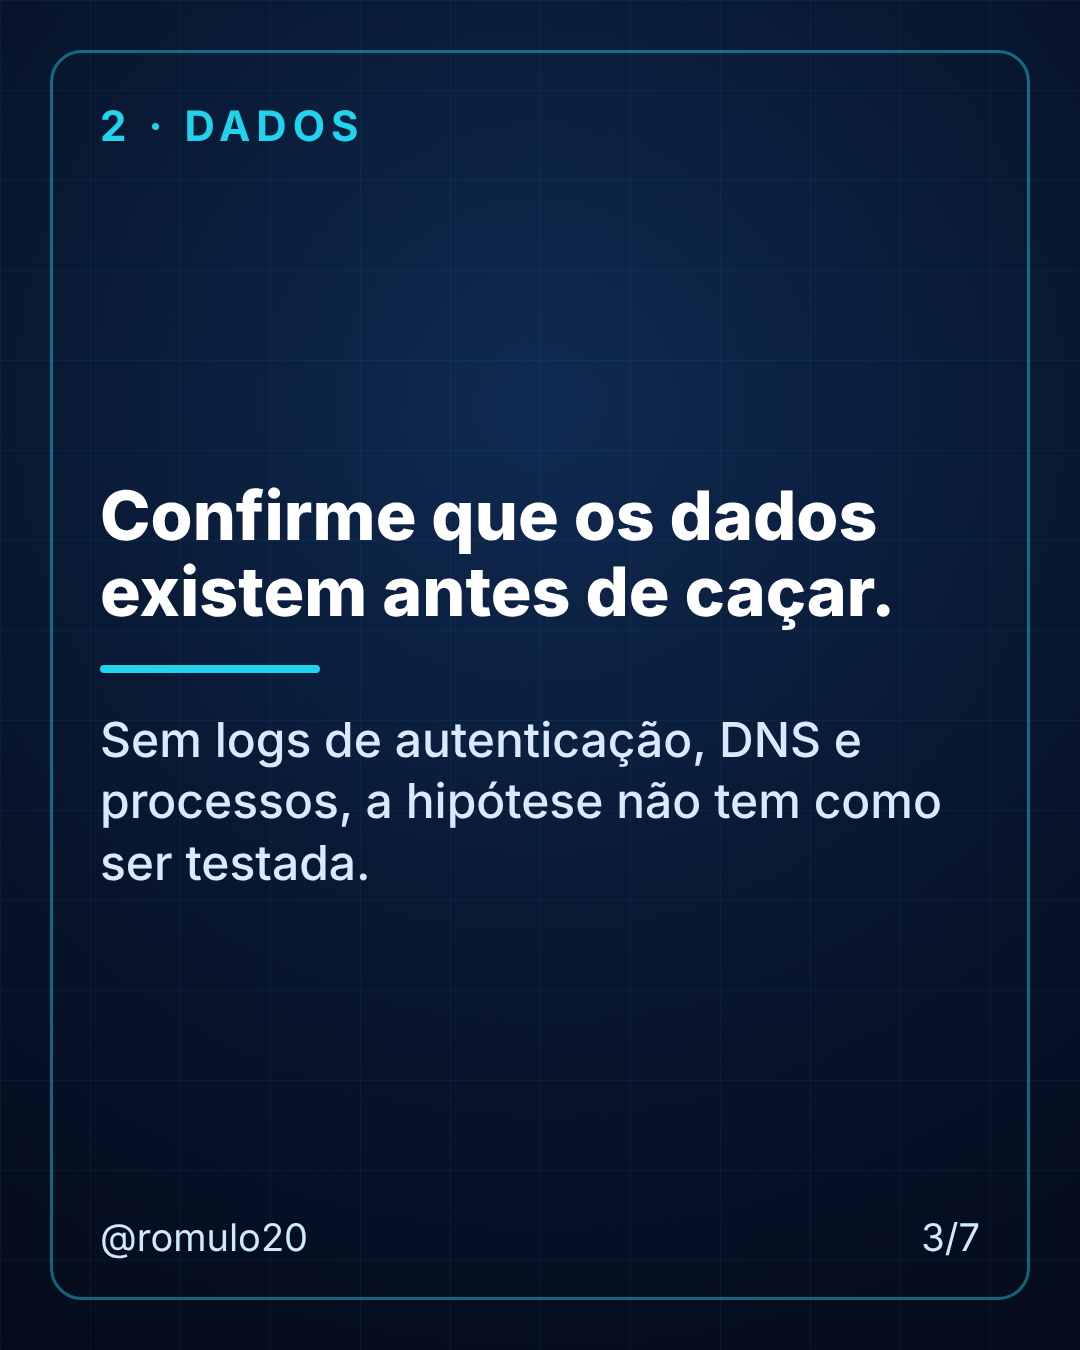 2 · DADOS
Confirme que os dados
existem antes de caçar.
Sem logs de autenticação, DNS e
processos, a hipótese não tem como
ser testada.
@romulo20
3/7